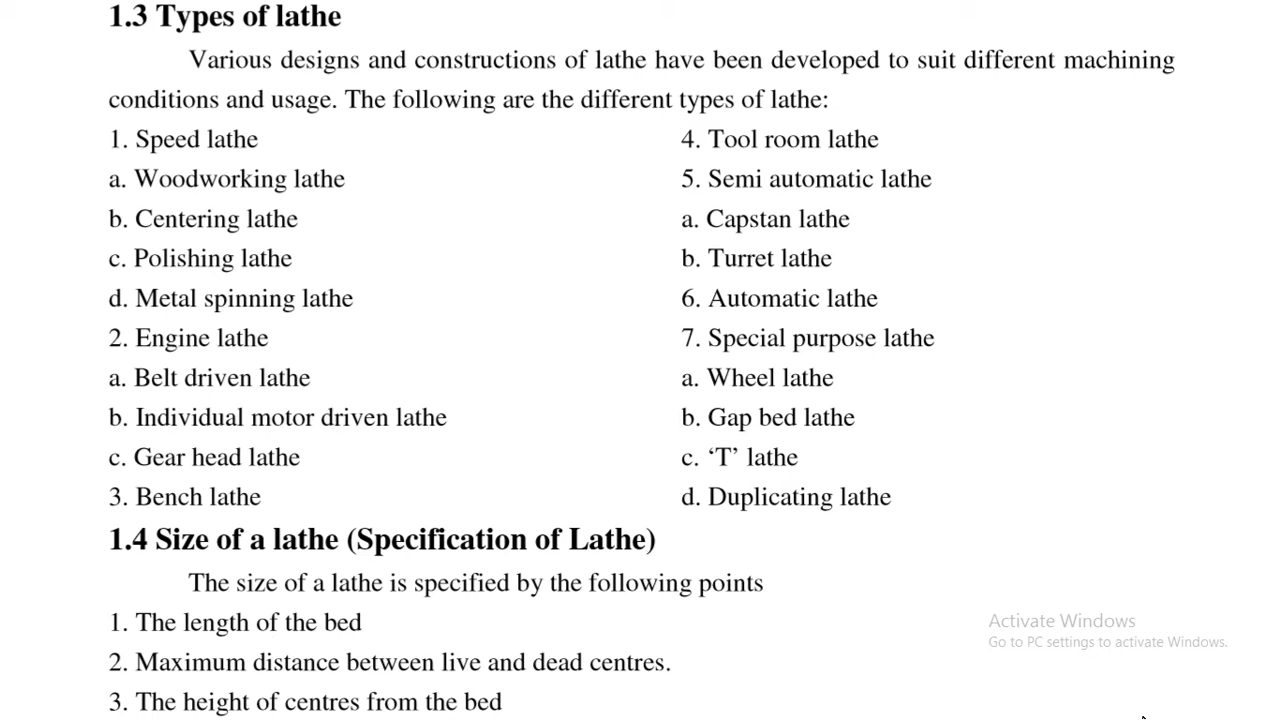 1.3 Types of lathe
Various designs and constructions of lathe have been developed to suit different machining
conditions and usage. The following are the different types of lathe:
1. Speed lathe
a. Woodworking lathe
b. Centering lathe
c. Polishing lathe
d. Metal spinning lathe
2. Engine lathe
a. Belt driven lathe
b. Individual motor driven lathe
c. Gear head lathe
3. Bench lathe
4. Tool room lathe
5. Semi automatic lathe
a. Capstan lathe
b. Turret lathe
6. Automatic lathe
7. Special purpose lathe
a. Wheel lathe
b. Gap bed lathe
c. ‘T’ lathe
d. Duplicating lathe
1.4 Size of a lathe (Specification of Lathe)
The size of a lathe is specified by the following points
1. The length of the bed
2. Maximum distance between live and dead centres.
3. The height of centres from the bed
Activate Windows
Go to PC settings to activate Windows.